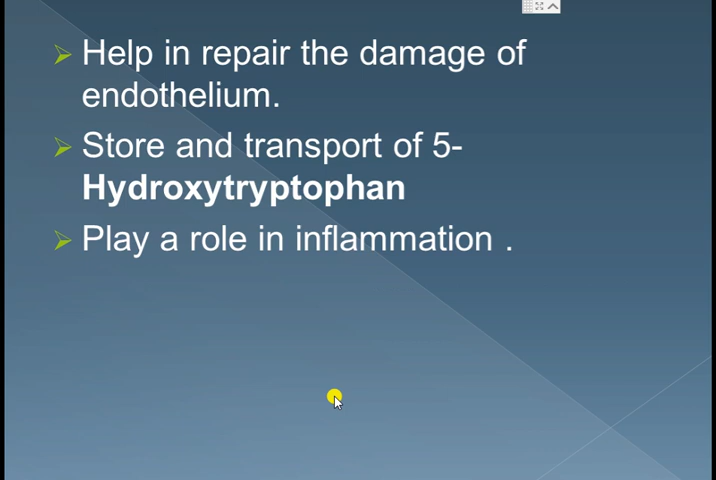 Help in repair the damage of
endothelium.
Store and transport of 5-
Hydroxytryptophan
Play a role in inflammation .